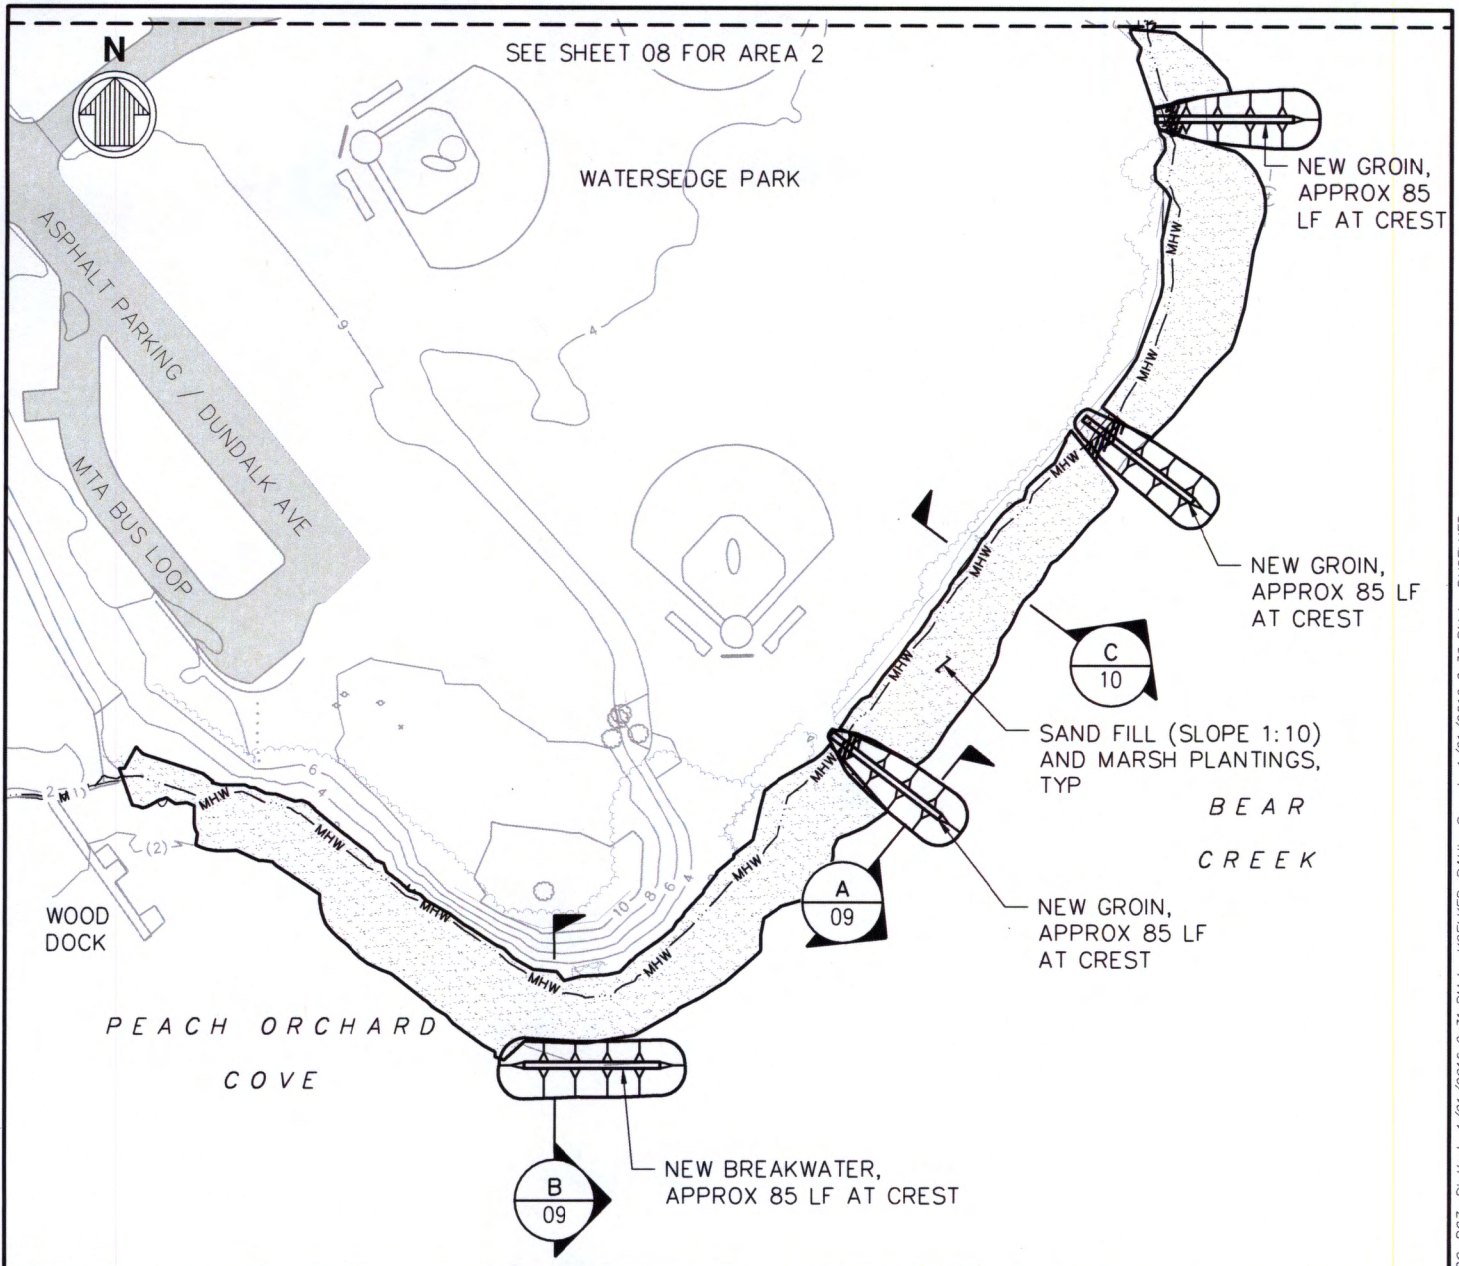 N
SEE SHEET 08 FOR AREA 2
WATERSEDGE PARK
NEW GROIN,
APPROX 85
LF AT CREST
ASPHALT PARKING / DUNDALK AVE
MTA BUS LOOP
9
4
MHW
MHW
MHW
MHW
MHW
NEW GROIN,
APPROX 85 LF
AT CREST
C
10
SAND FILL (SLOPE 1:10)
AND MARSH PLANTINGS,
TYP
BEAR
CREEK
6
4
2
(2)
MHW
MHW
MHW
MHW
MHW
MHW
MHW
10
8
6
4
A
09
WOOD
DOCK
NEW GROIN,
APPROX 85 LF
AT CREST
PEACH ORCHARD
COVE
NEW BREAKWATER,
APPROX 85 LF AT CREST
B
09